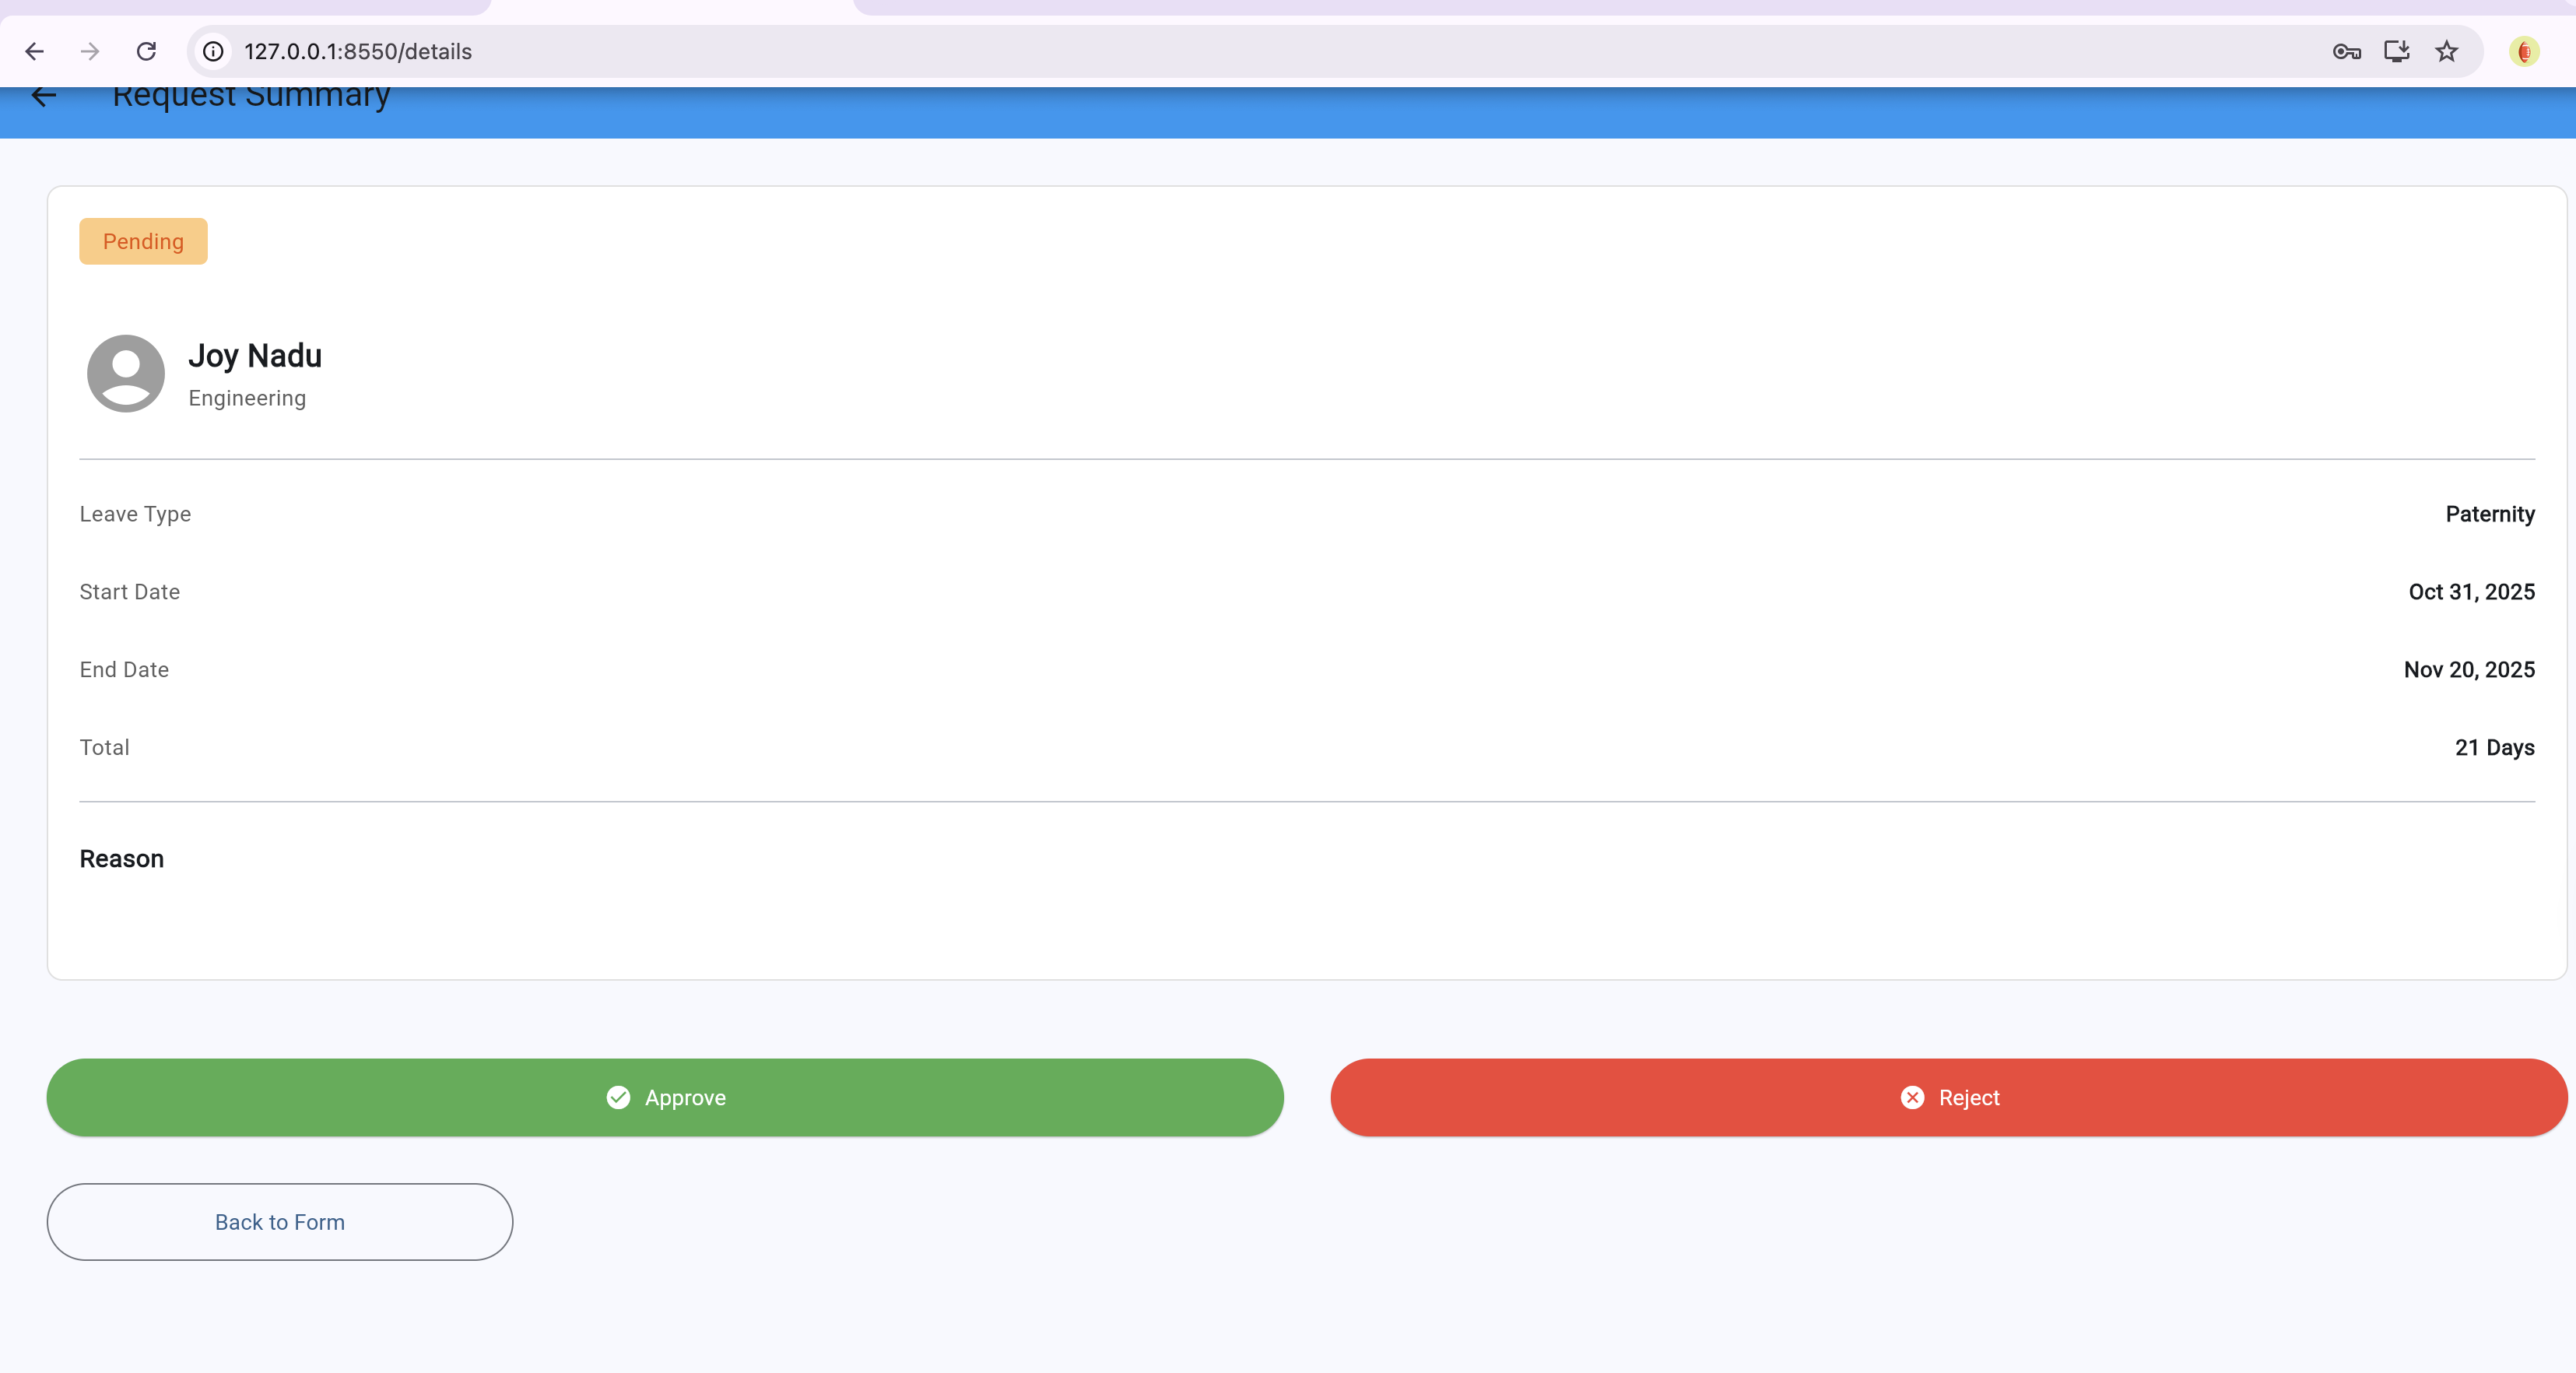 127.0.0.1:8550/details
Request Summary
Pending
Joy Nadu
Engineering
Leave Type Paternity
Start Date Oct 31, 2025
End Date Nov 20, 2025
Total 21 Days
Reason
Approve Reject
Back to Form